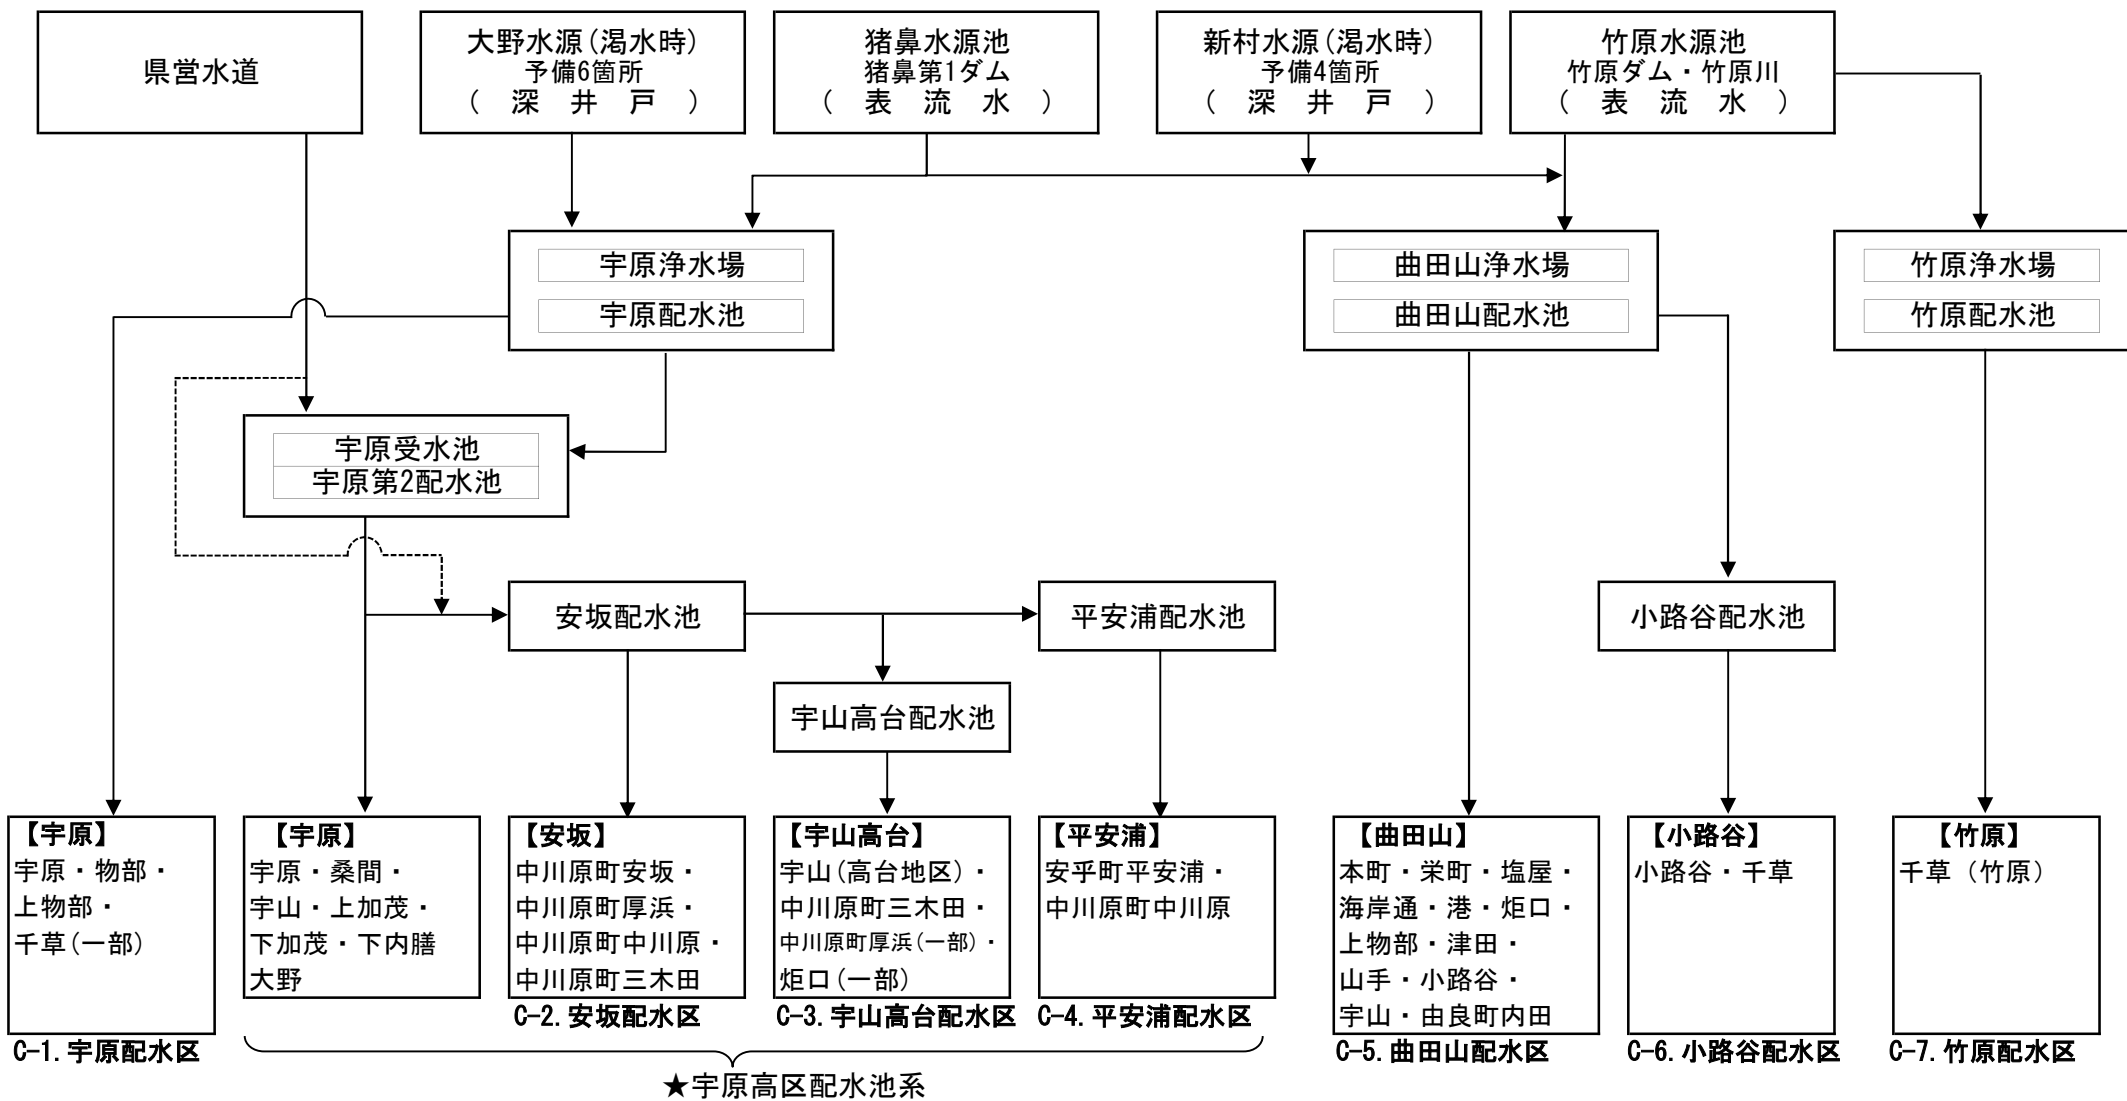 県営水道
大野水源(渇水時)
予備6箇所
( 深 井 戸 )
猪鼻水源池
猪鼻第1ダム
( 表 流 水 )
新村水源(渇水時)
予備4箇所
( 深 井 戸 )
竹原水源池
竹原ダム・竹原川
( 表 流 水 )
宇原浄水場
宇原配水池
曲田山浄水場
曲田山配水池
竹原浄水場
竹原配水池
宇原受水池
宇原第2配水池
安坂配水池
平安浦配水池
小路谷配水池
宇山高台配水池
【宇原】
宇原・物部・
上物部・
千草(一部)
C-1.宇原配水区
【宇原】
宇原・桑間・
宇山・上加茂・
下加茂・下内膳
大野
【安坂】
中川原町安坂・
中川原町厚浜・
中川原町中川原・
中川原町三木田
C-2.安坂配水区
【宇山高台】
宇山(高台地区)・
中川原町三木田・
中川原町厚浜(一部)・
炬口(一部)
C-3.宇山高台配水区
【平安浦】
安乎町平安浦・
中川原町中川原
C-4.平安浦配水区
★宇原高区配水池系
【曲田山】
本町・栄町・塩屋・
海岸通・港・炬口・
上物部・津田・
山手・小路谷・
宇山・由良町内田
C-5.曲田山配水区
【小路谷】
小路谷・千草
C-6.小路谷配水区
【竹原】
千草（竹原）
C-7.竹原配水区